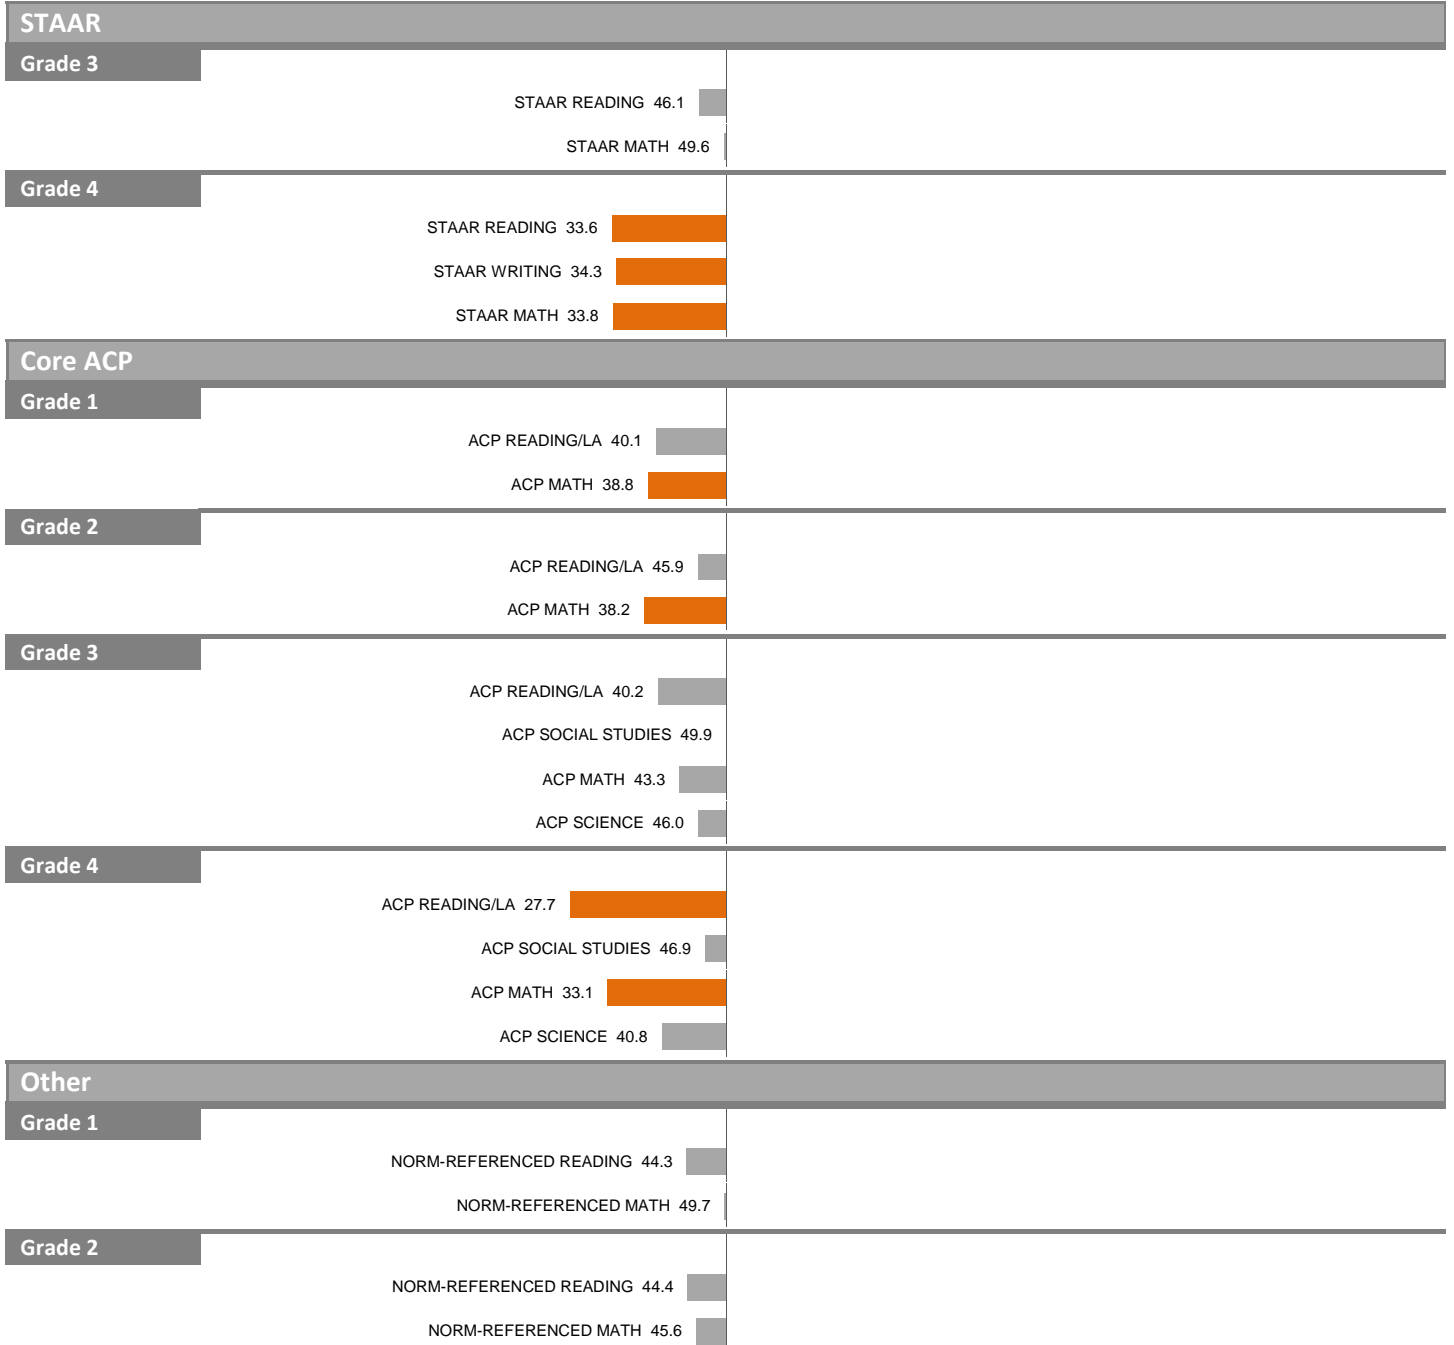 STAAR
Grade 3
STAAR READING 46.1
STAAR MATH 49.6
Grade 4
STAAR READING 33.6
STAAR WRITING 34.3
STAAR MATH 33.8
Core ACP
Grade 1
ACP READING/LA 40.1
ACP MATH 38.8
Grade 2
ACP READING/LA 45.9
ACP MATH 38.2
Grade 3
ACP READING/LA 40.2
ACP SOCIAL STUDIES 49.9
ACP MATH 43.3
ACP SCIENCE 46.0
Grade 4
ACP READING/LA 27.7
ACP SOCIAL STUDIES 46.9
ACP MATH 33.1
ACP SCIENCE 40.8
Other
Grade 1
NORM-REFERENCED READING 44.3
NORM-REFERENCED MATH 49.7
Grade 2
NORM-REFERENCED READING 44.4
NORM-REFERENCED MATH 45.6